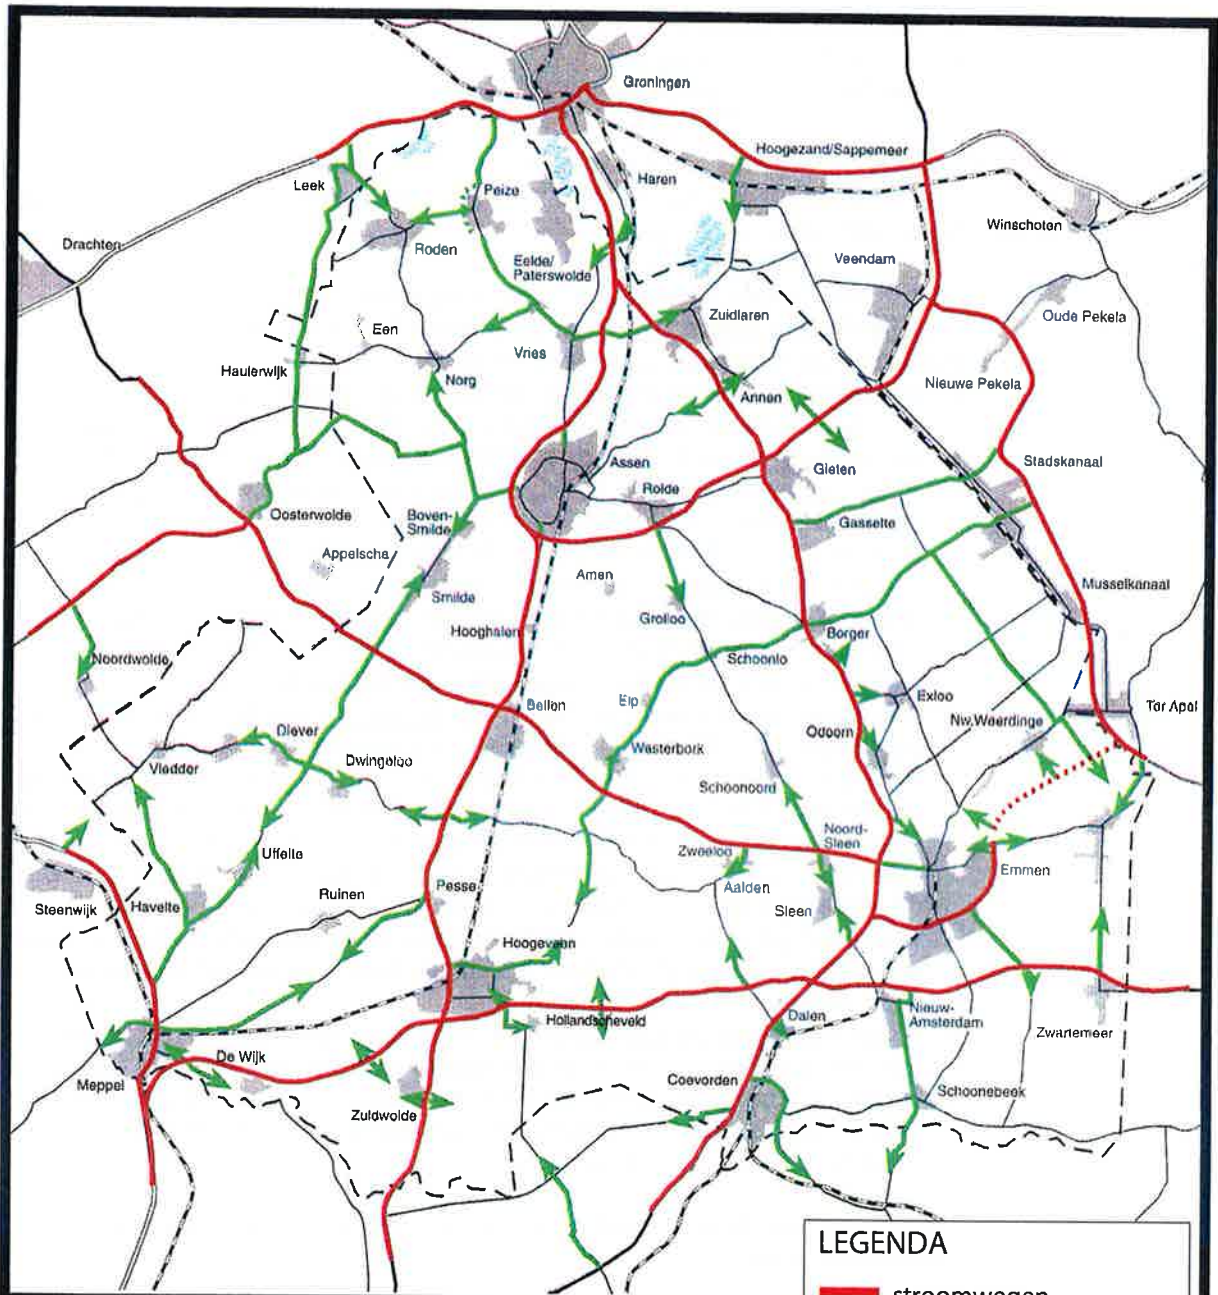 Groningen
Hoogezand/Sappemeer
Leek
Peize
Haren
Winschoten
Drachten
Roden
Eelde/
Paterswolde
Veendam
Zuidlaren
Oude Pekela
Een
Vries
Haulerwijk
Norg
Annen
Nieuwe Pekela
Assen
Gieten
Stadskanaal
Rolde
Oosterwolde
Boven-
Smilde
Gasselte
Appelscha
Amen
Musselkanaal
Smilde
Grolloo
Hooghalen
Borger
Noordwolde
Schoonlo
Exloo
Elp
Beilen
Ter Apel
Nw.Weerdinge
Diever
Odoorn
Westerbork
Vledder
Dwingeloo
Schoonoord
Noord-
Sleen
Zweeloo
Uffelte
Emmen
Aalden
Pesse
Ruinen
Steenwijk
Havelte
Sleen
Hoogeveen
Hollandscheveld
Dalen
Nieuw-
Amsterdam
Zwartemeer
De Wijk
Meppel
Coevorden
Schoonebeek
Zuidwolde
LEGENDA
stroomwegen